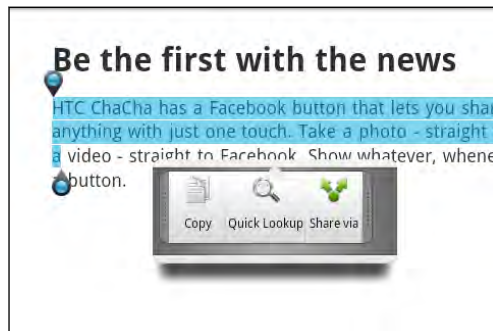 Be the first with the news
HTC ChaCha has a Facebook button that lets you shar
anything with just one touch. Take a photo - straight
a video - straight to Facebook. Show whatever, whene
button.
Copy Quick Lookup Share via